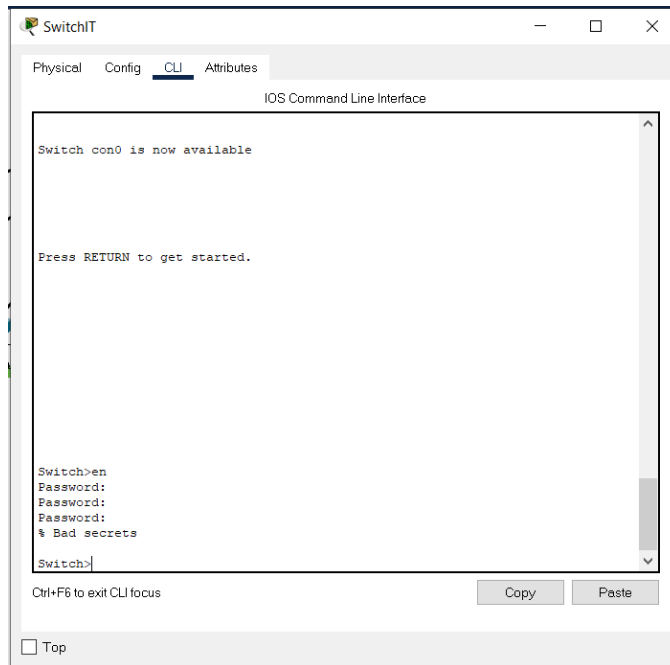 SwitchIT
Physical Config CLI Attributes
IOS Command Line Interface
Switch con0 is now available
Press RETURN to get started.
Switch>en
Password:
Password:
Password:
% Bad secrets
Switch>
Ctrl+F6 to exit CLI focus
Copy Paste
Top